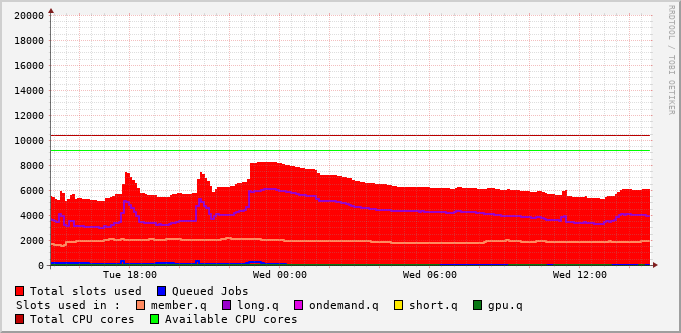 20000
18000
16000
14000
12000
10000
8000
6000
4000
2000
0
Tue 18:00 Wed 00:00 Wed 06:00 Wed 12:00
Total slots used Queued Jobs
Slots used in : member.q long.q ondemand.q short.q gpu.q
Total CPU cores Available CPU cores
RRDTOOL / TOBI OETIKER